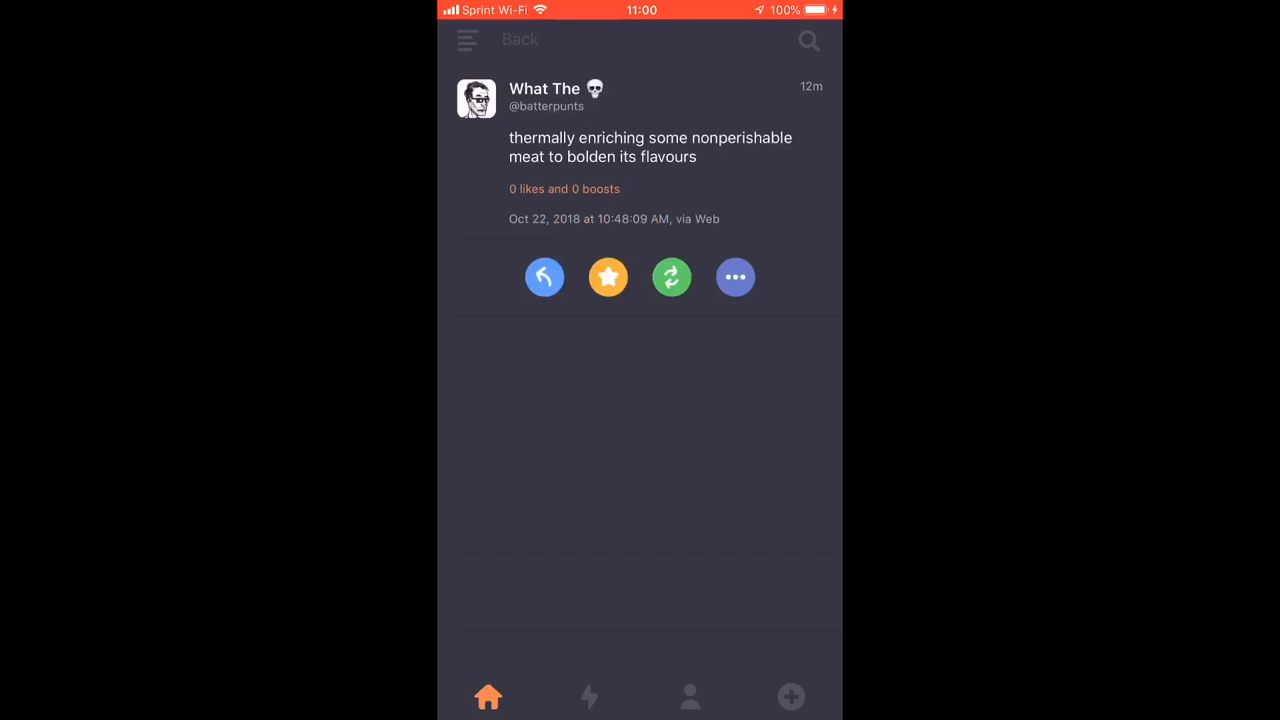 Sprint Wi-Fi 11:00 100%
Back
What The 💀 12m
@batterpunts
thermally enriching some nonperishable
meat to bolden its flavours
0 likes and 0 boosts
Oct 22, 2018 at 10:48:09 AM, via Web